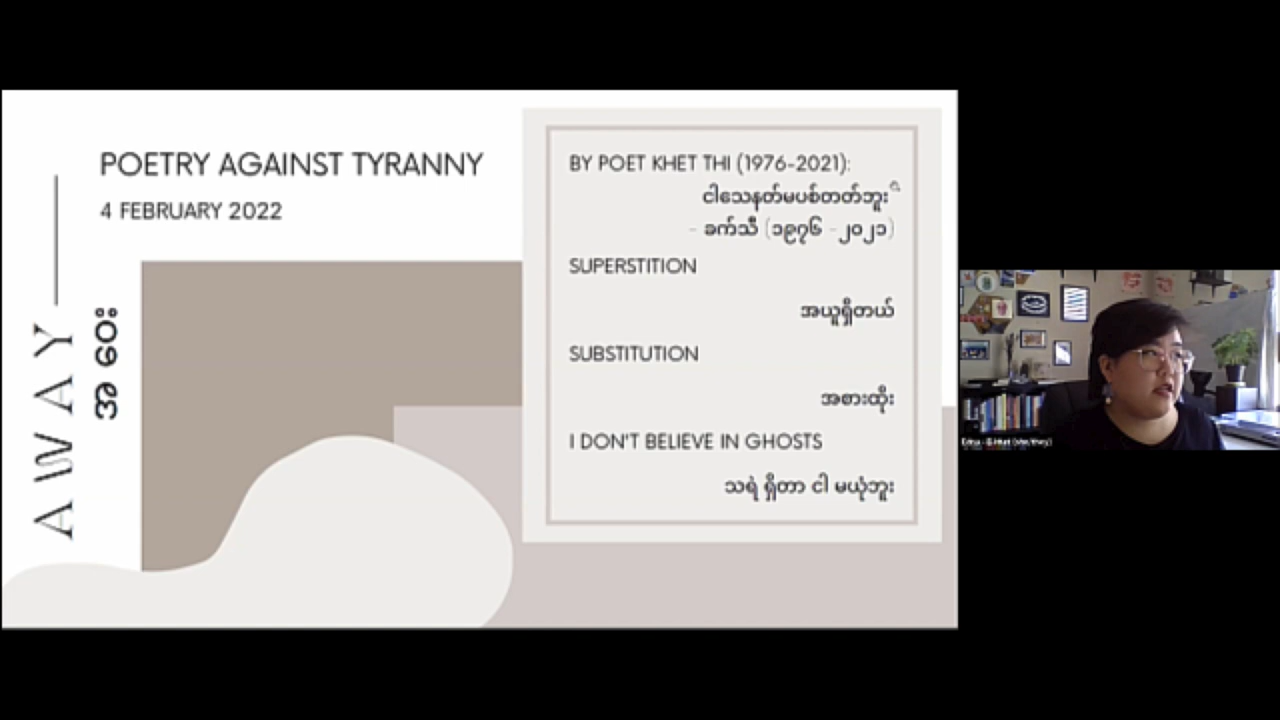 POETRY AGAINST TYRANNY
4 FEBRUARY 2022
AWAY
အ ဝေး
BY POET KHET THI (1976-2021):
ငါသေနတ်မပစ်တတ်ဘူး
- ခက်သီ (၁၉၇၆ - ၂၀၂၁)
SUPERSTITION
အယူရှိတယ်
SUBSTITUTION
အစားထိုး
I DON'T BELIEVE IN GHOSTS
သရဲ ရှိတာ ငါ မယုံဘူး
(she/they)